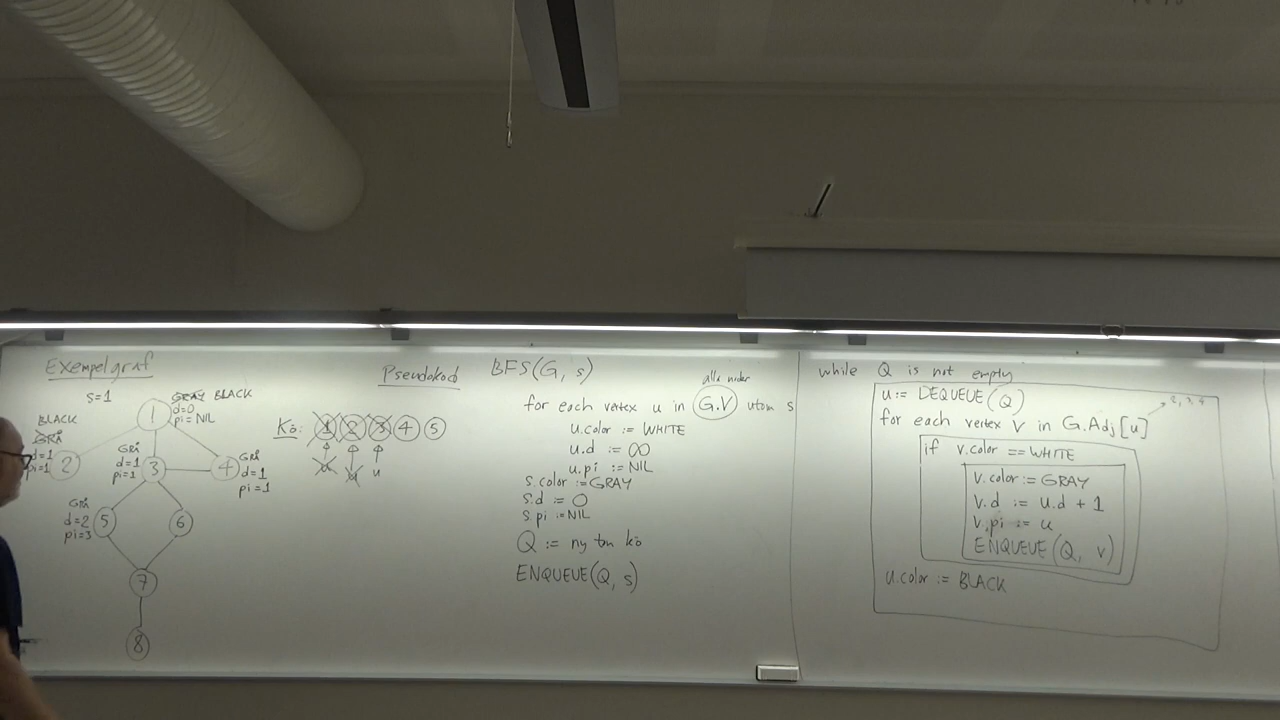 Exempelgraf
s=1
1
GRAY BLACK
d=0
pi=NIL
BLACK
GRÅ
d=1
pi=1
2
GRÅ
d=1
pi=1
3
4
GRÅ
d=1
pi=1
GRÅ
d=2
pi=3
5
6
7
8
Kö: 1 2 3 4 5
u u u
Pseudokod
BFS(G, s)
alla noder
for each vertex u in G.V utom s
u.color := WHITE
u.d := ∞
u.pi := NIL
s.color := GRAY
s.d := 0
s.pi := NIL
Q := ny tom kö
ENQUEUE(Q, s)
while Q is not empty
u := DEQUEUE(Q)
for each vertex v in G.Adj[u]
if v.color == WHITE
v.color := GRAY
v.d := u.d + 1
v.pi := u
ENQUEUE(Q, v)
u.color := BLACK